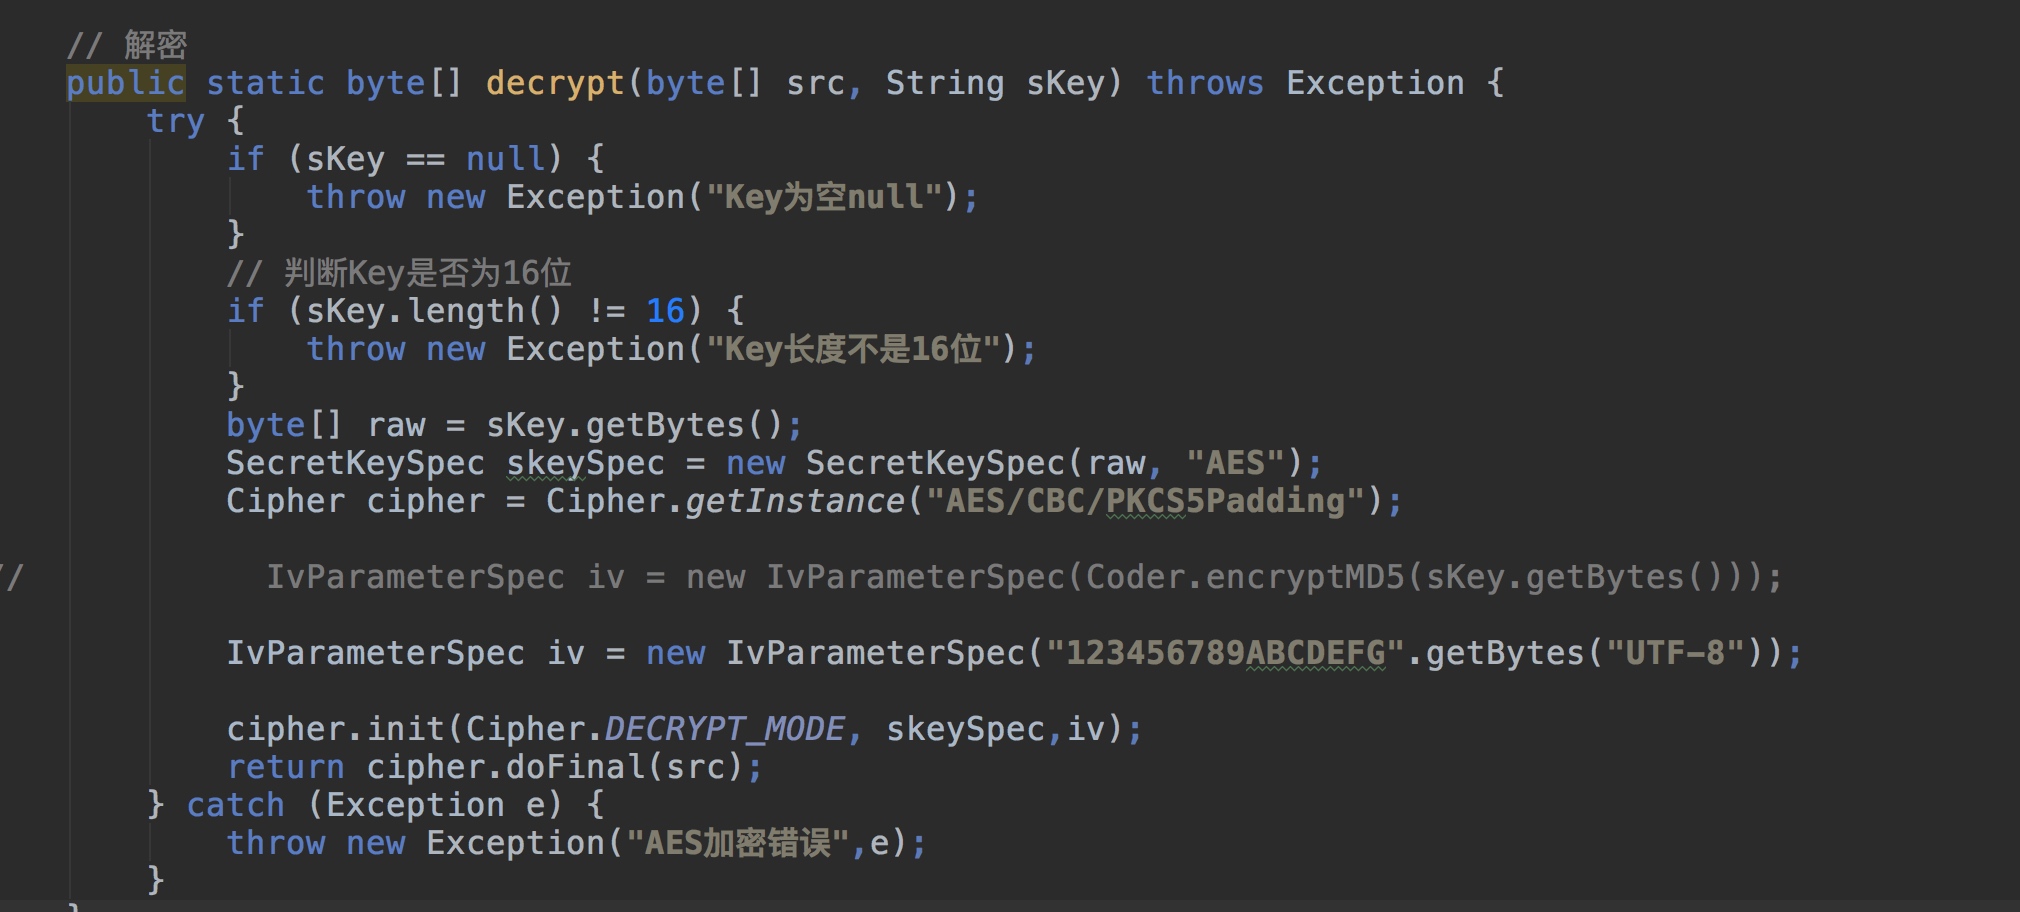 // 解密
public static byte[] decrypt(byte[] src, String sKey) throws Exception {
try {
if (sKey == null) {
throw new Exception("Key为空null");
}
// 判断Key是否为16位
if (sKey.length() != 16) {
throw new Exception("Key长度不是16位");
}
byte[] raw = sKey.getBytes();
SecretKeySpec skeySpec = new SecretKeySpec(raw, "AES");
Cipher cipher = Cipher.getInstance("AES/CBC/PKCS5Padding");
// IvParameterSpec iv = new IvParameterSpec(Coder.encryptMD5(sKey.getBytes()));
IvParameterSpec iv = new IvParameterSpec("123456789ABCDEFG".getBytes("UTF-8"));
cipher.init(Cipher.DECRYPT_MODE, skeySpec,iv);
return cipher.doFinal(src);
} catch (Exception e) {
throw new Exception("AES加密错误",e);
}
}